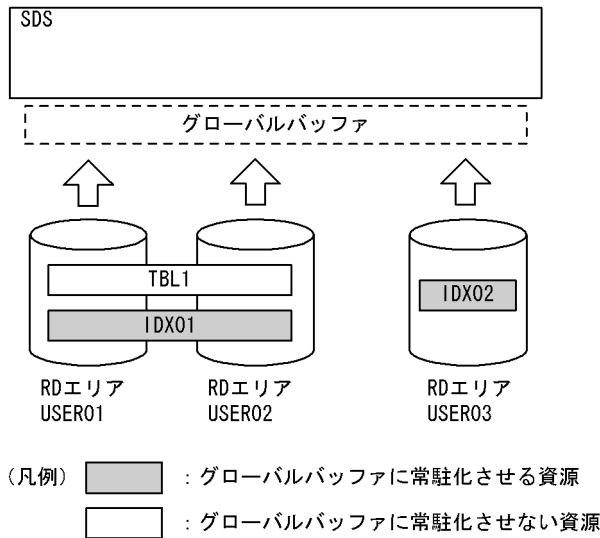 SDS
グローバルバッファ
TBL1
IDX01
IDX02
RDエリア
USER01
RDエリア
USER02
RDエリア
USER03
(凡例)
：グローバルバッファに常駐化させる資源
：グローバルバッファに常駐化させない資源